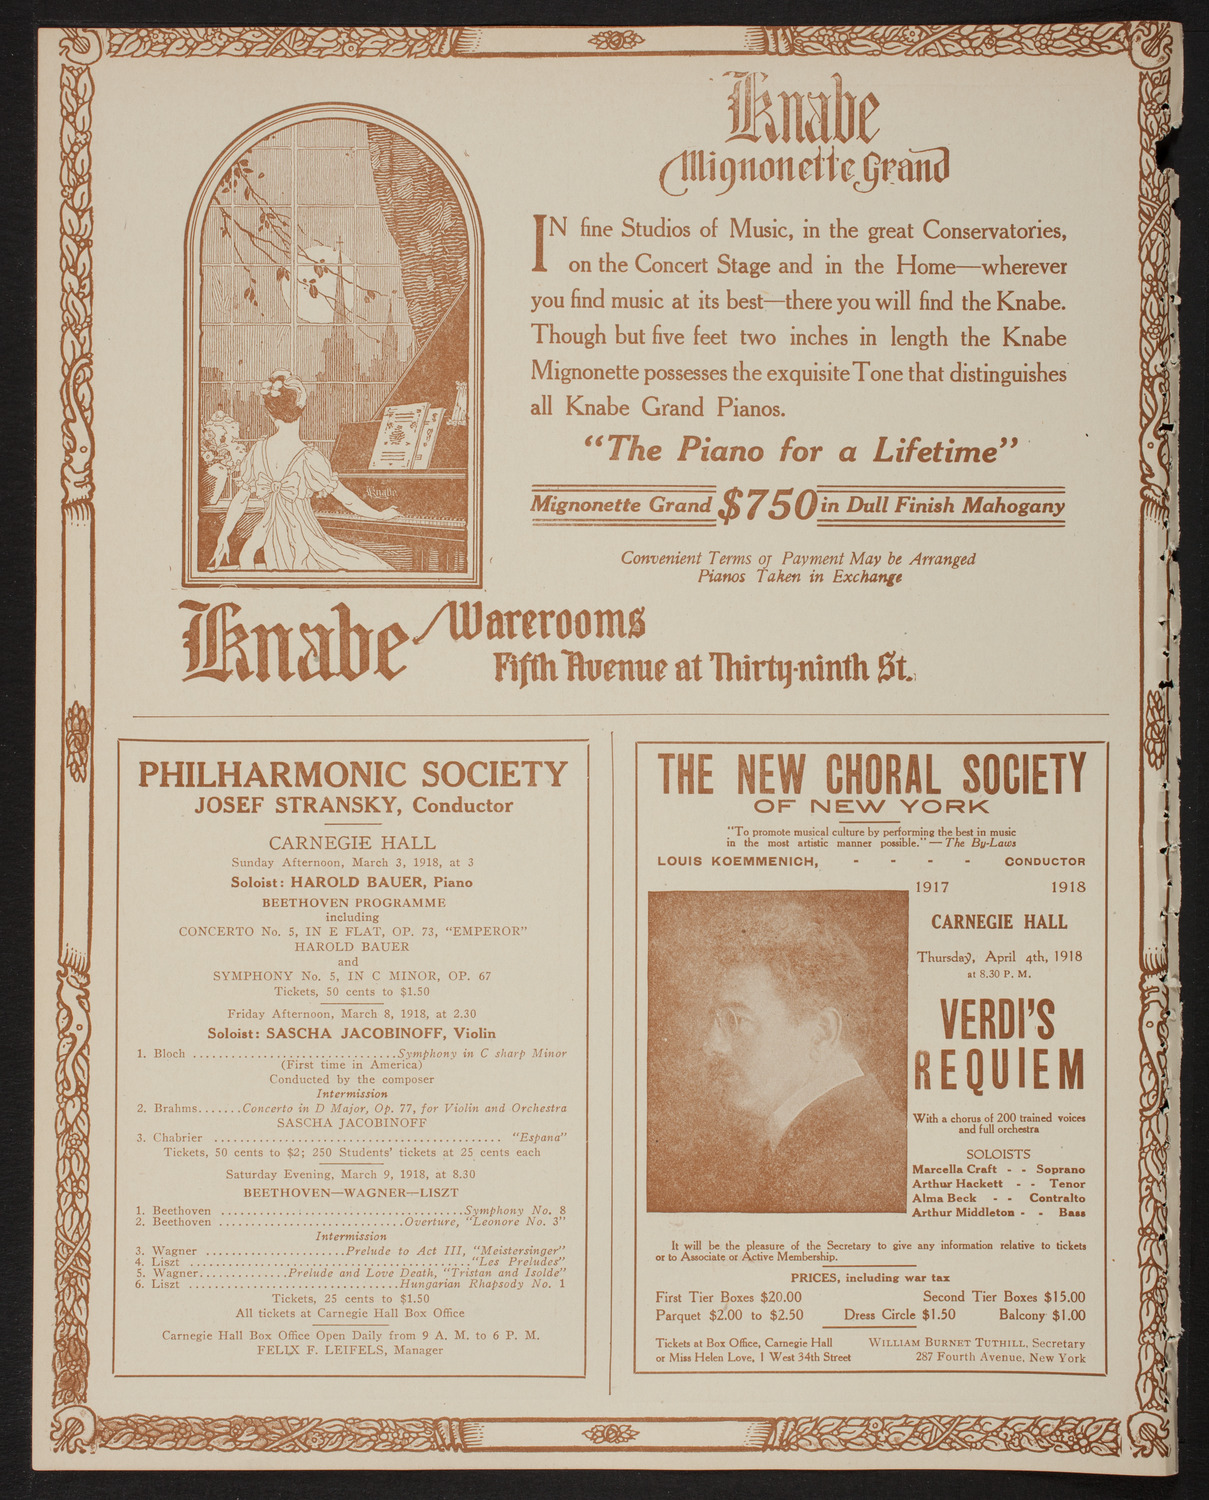 Knabe
Mignonette Grand
IN fine Studios of Music, in the great Conservatories,
on the Concert Stage and in the Home—wherever
you find music at its best—there you will find the Knabe.
Though but five feet two inches in length the Knabe
Mignonette possesses the exquisite Tone that distinguishes
all Knabe Grand Pianos.
"The Piano for a Lifetime"
Mignonette Grand $750 in Dull Finish Mahogany
Convenient Terms of Payment May be Arranged
Pianos Taken in Exchange
Knabe
Knabe Warerooms
Fifth Avenue at Thirty-ninth St.
PHILHARMONIC SOCIETY
JOSEF STRANSKY, Conductor
CARNEGIE HALL
Sunday Afternoon, March 3, 1918, at 3
Soloist: HAROLD BAUER, Piano
BEETHOVEN PROGRAMME
including
CONCERTO No. 5, IN E FLAT, OP. 73, "EMPEROR"
HAROLD BAUER
and
SYMPHONY No. 5, IN C MINOR, OP. 67
Tickets, 50 cents to $1.50
Friday Afternoon, March 8, 1918, at 2.30
Soloist: SASCHA JACOBINOFF, Violin
1. Bloch ................................Symphony in C sharp Minor
(First time in America)
Conducted by the composer
Intermission
2. Brahms.......Concerto in D Major, Op. 77, for Violin and Orchestra
SASCHA JACOBINOFF
3. Chabrier ............................................. "Espana"
Tickets, 50 cents to $2; 250 Students' tickets at 25 cents each
Saturday Evening, March 9, 1918, at 8.30
BEETHOVEN—WAGNER—LISZT
1. Beethoven ......................................Symphony No. 8
2. Beethoven .............................Overture, "Leonore No. 3"
Intermission
3. Wagner ......................Prelude to Act III, "Meistersinger"
4. Liszt ............................................"Les Preludes"
5. Wagner..............Prelude and Love Death, "Tristan and Isolde"
6. Liszt .................................Hungarian Rhapsody No. 1
Tickets, 25 cents to $1.50
All tickets at Carnegie Hall Box Office
Carnegie Hall Box Office Open Daily from 9 A. M. to 6 P. M.
FELIX F. LEIFELS, Manager
THE NEW CHORAL SOCIETY
OF NEW YORK
"To promote musical culture by performing the best in music
in the most artistic manner possible."—The By-Laws
LOUIS KOEMMENICH, - - - - CONDUCTOR
1917 1918
CARNEGIE HALL
Thursday, April 4th, 1918
at 8.30 P. M.
VERDI'S
REQUIEM
With a chorus of 200 trained voices
and full orchestra
SOLOISTS
Marcella Craft - - Soprano
Arthur Hackett - - Tenor
Alma Beck - - Contralto
Arthur Middleton - - Bass
It will be the pleasure of the Secretary to give any information relative to tickets
or to Associate or Active Membership.
PRICES, including war tax
First Tier Boxes $20.00 Second Tier Boxes $15.00
Parquet $2.00 to $2.50 Dress Circle $1.50 Balcony $1.00
Tickets at Box Office, Carnegie Hall WILLIAM BURNET TUTHILL, Secretary
or Miss Helen Love, 1 West 34th Street 287 Fourth Avenue, New York